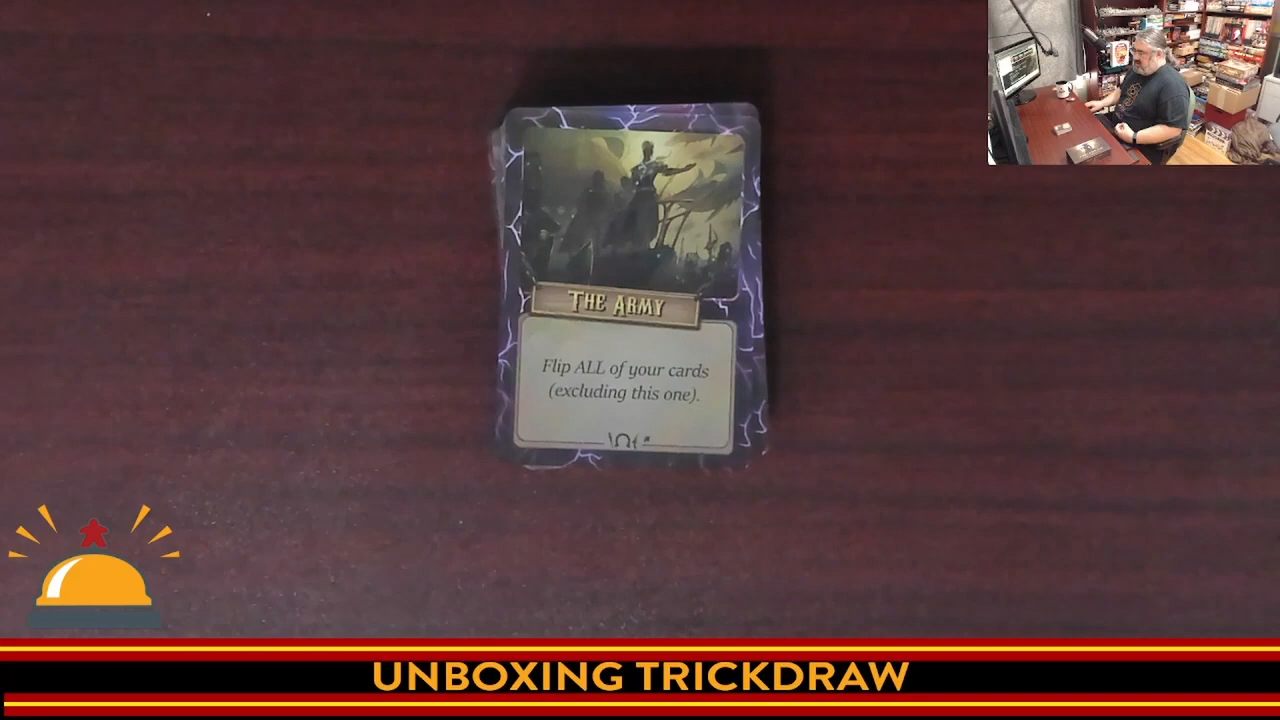 THE ARMY
Flip ALL of your cards
(excluding this one).
UNBOXING TRICKDRAW